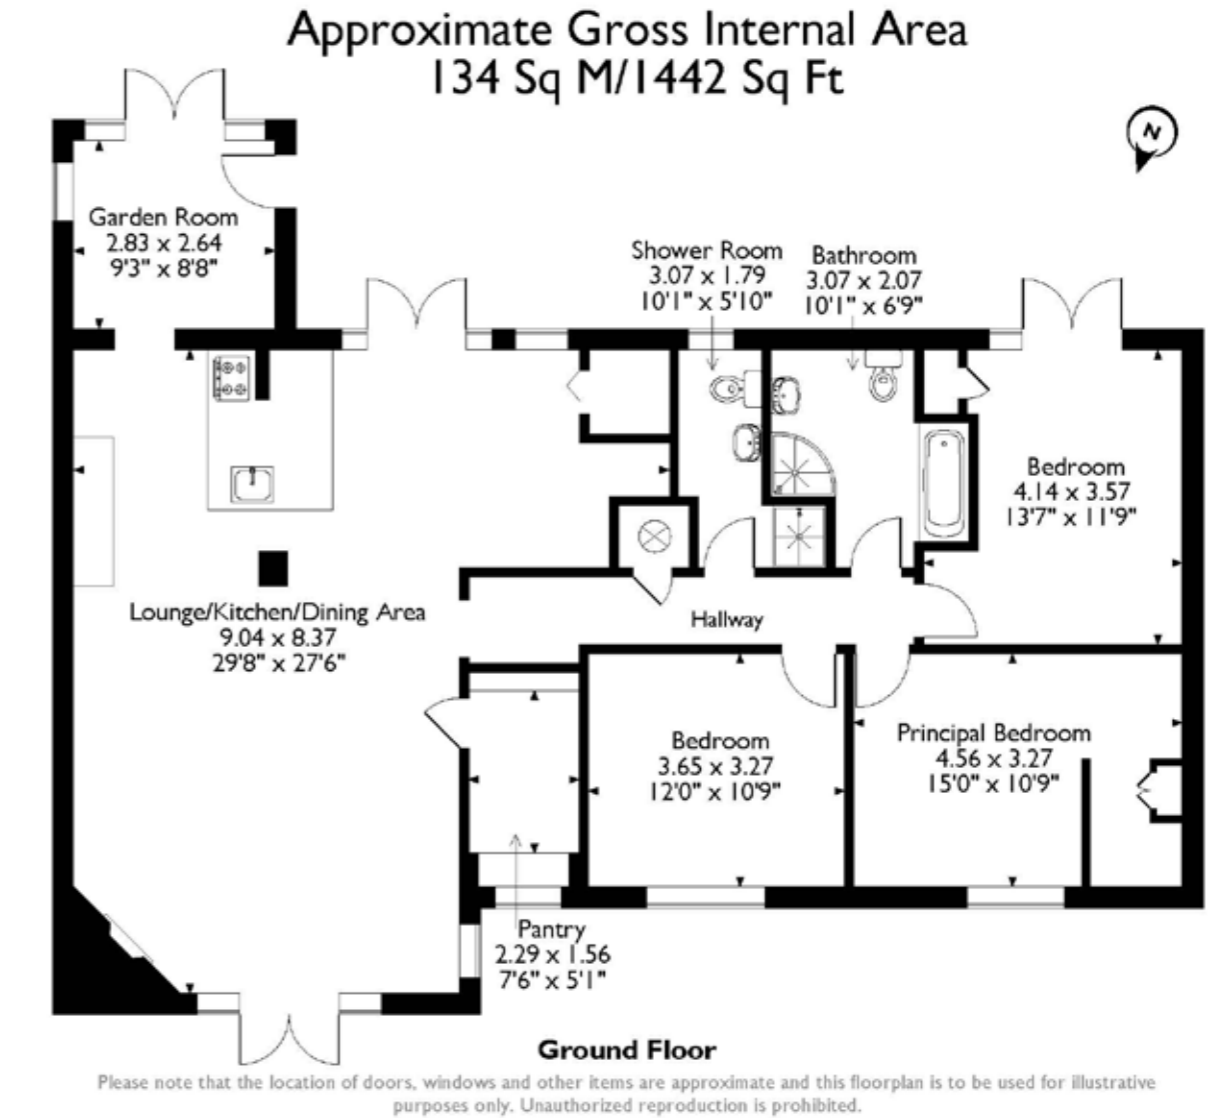 Approximate Gross Internal Area
134 Sq M/1442 Sq Ft
N
Garden Room
2.83 x 2.64
9'3" x 8'8"
Shower Room
3.07 x 1.79
10'1" x 5'10"
Bathroom
3.07 x 2.07
10'1" x 6'9"
Bedroom
4.14 x 3.57
13'7" x 11'9"
Lounge/Kitchen/Dining Area
9.04 x 8.37
29'8" x 27'6"
Hallway
Bedroom
3.65 x 3.27
12'0" x 10'9"
Principal Bedroom
4.56 x 3.27
15'0" x 10'9"
Pantry
2.29 x 1.56
7'6" x 5'1"
Ground Floor
Please note that the location of doors, windows and other items are approximate and this floorplan is to be used for illustrative
purposes only. Unauthorized reproduction is prohibited.